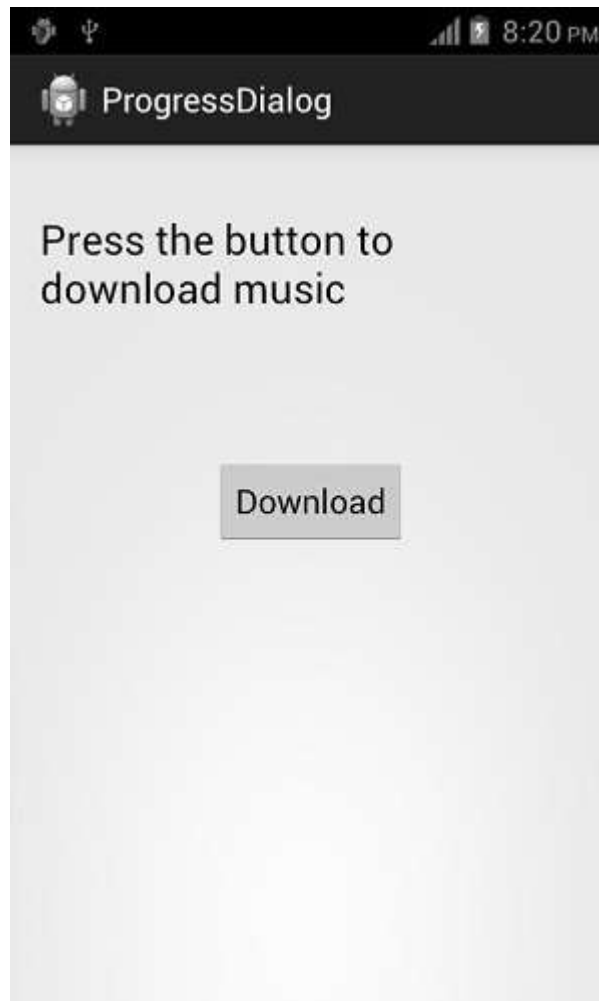 8:20 PM
ProgressDialog
Press the button to
download music
Download